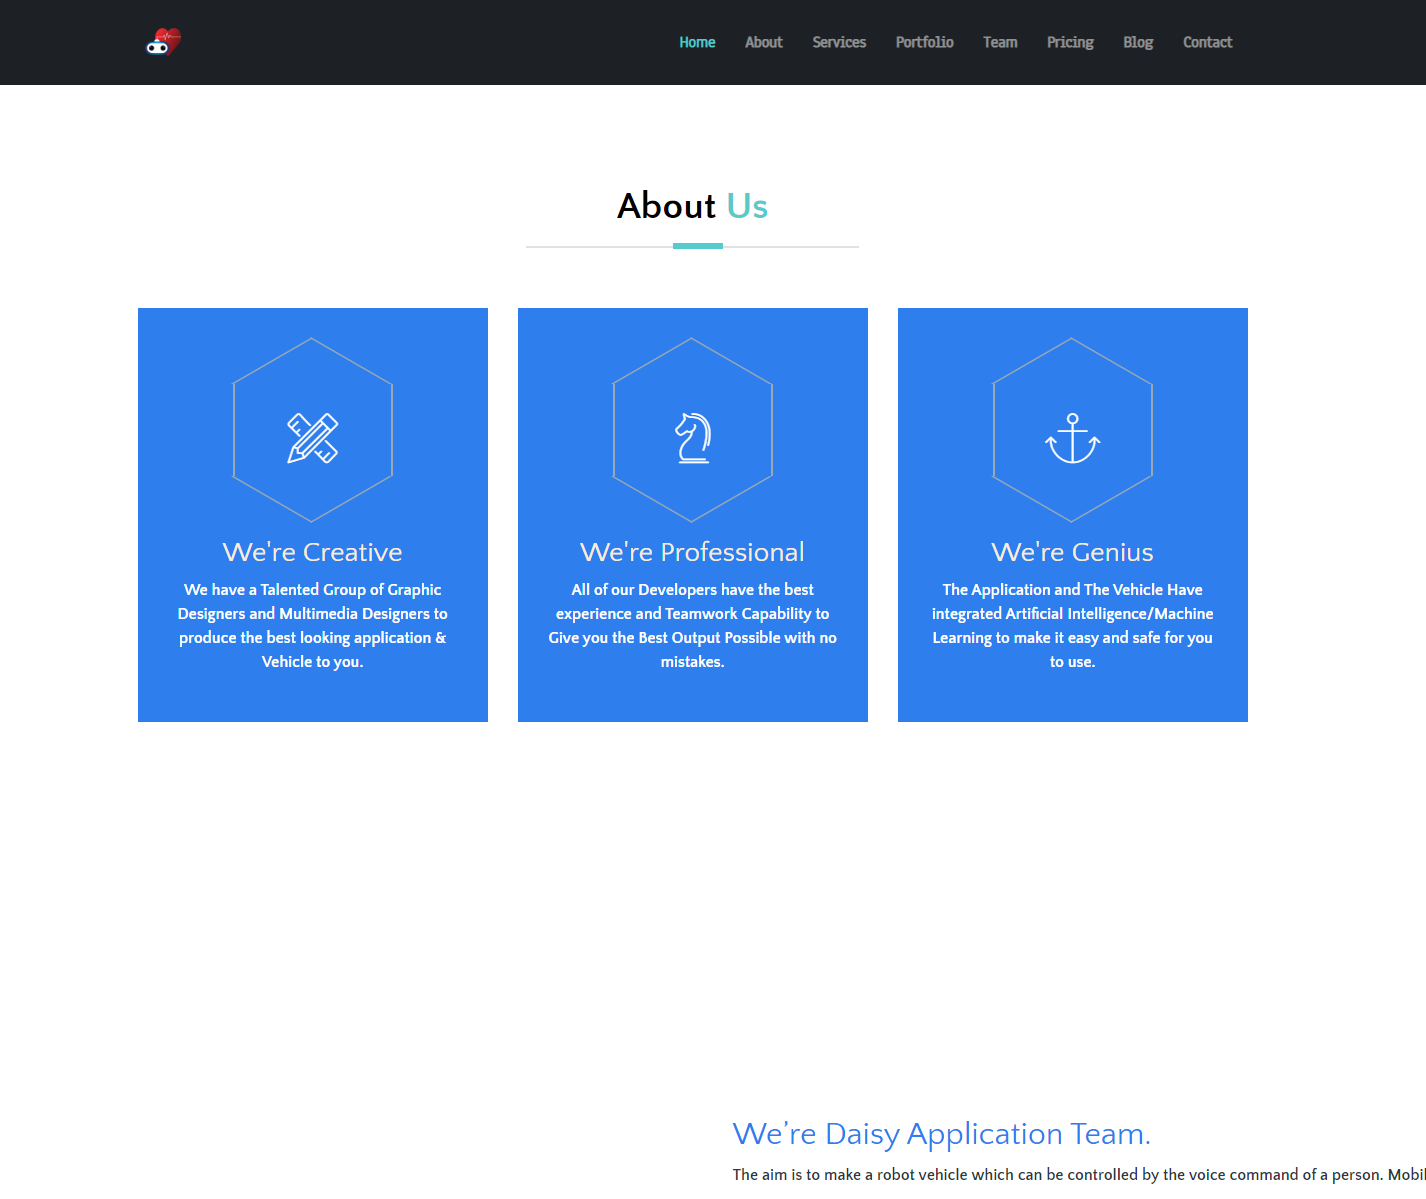 Home About Services Portfolio Team Pricing Blog Contact
About Us
We're Creative
We have a Talented Group of Graphic
Designers and Multimedia Designers to
produce the best looking application &
Vehicle to you.
We're Professional
All of our Developers have the best
experience and Teamwork Capability to
Give you the Best Output Possible with no
mistakes.
We're Genius
The Application and The Vehicle Have
integrated Artificial Intelligence/Machine
Learning to make it easy and safe for you
to use.
We’re Daisy Application Team.
The aim is to make a robot vehicle which can be controlled by the voice command of a person.